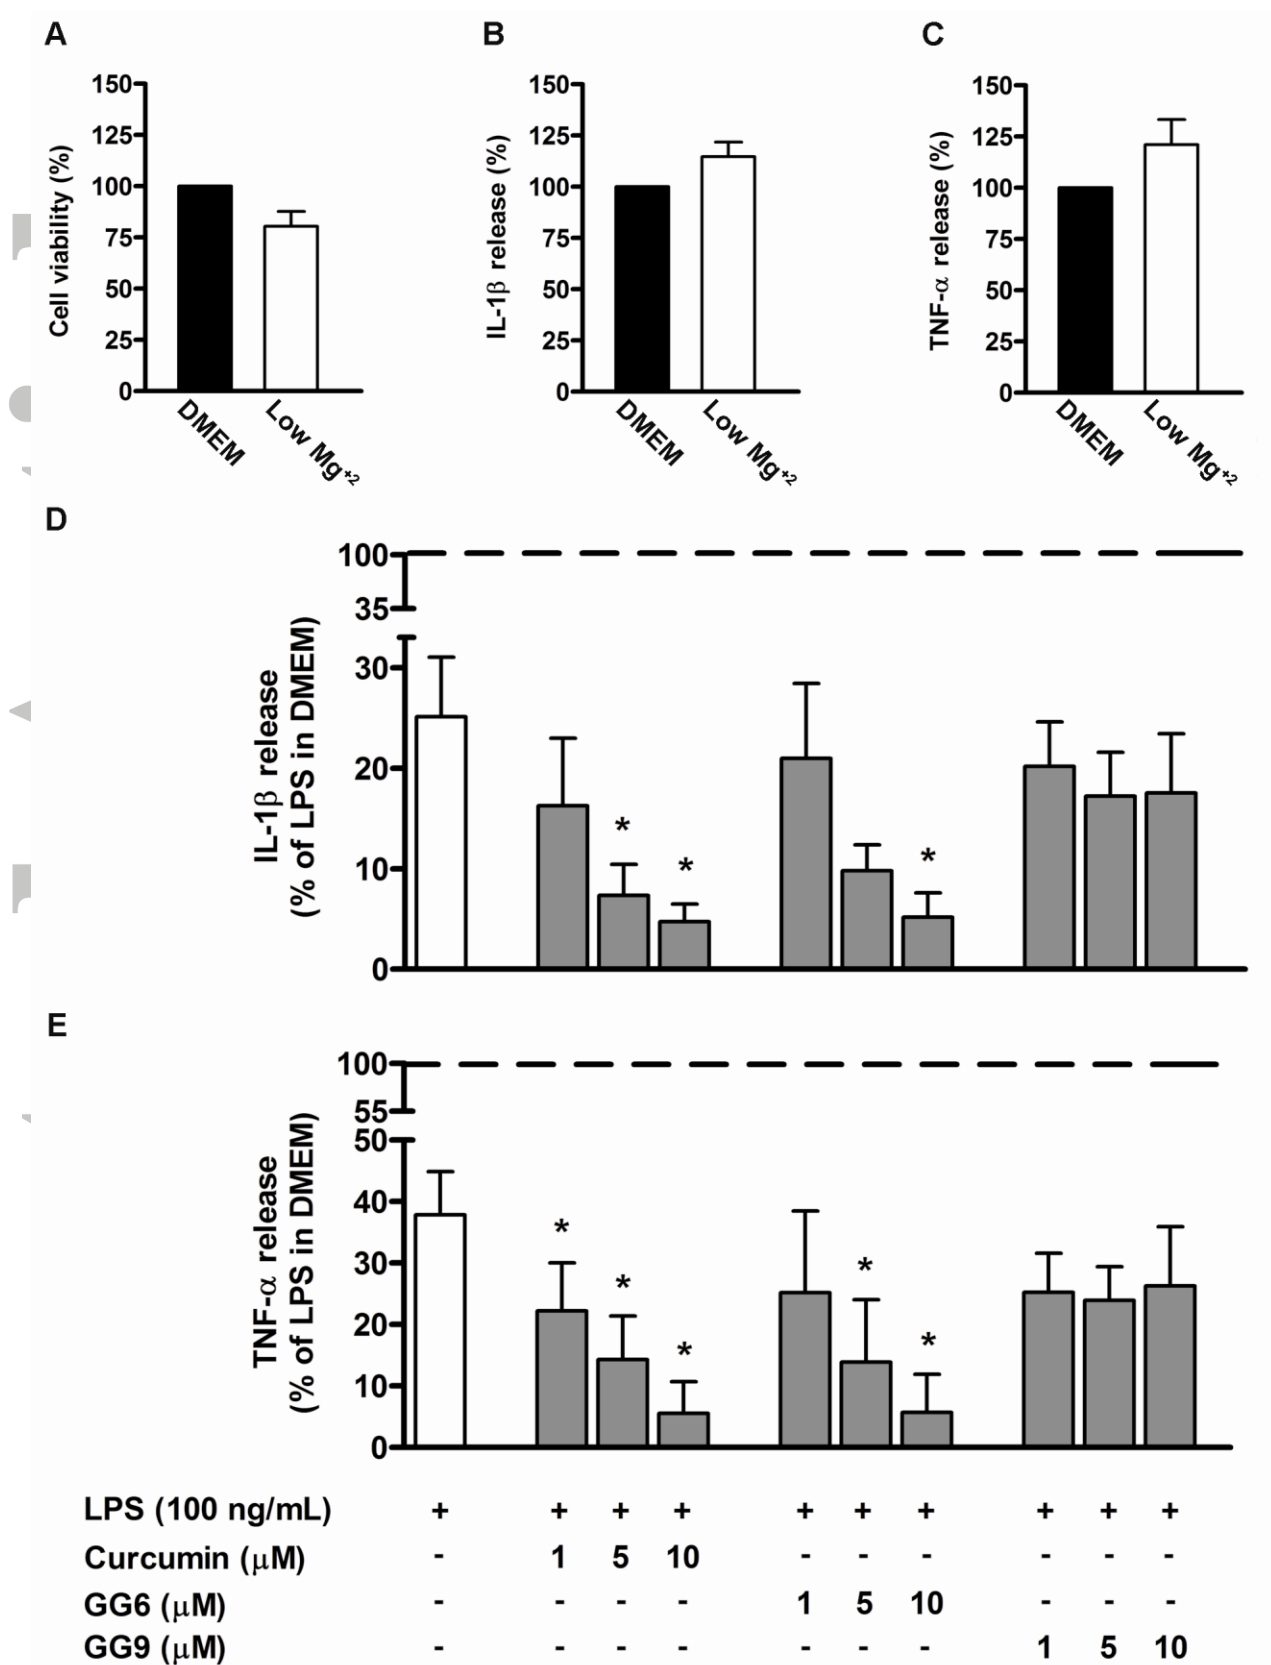 A
B
C
150
125
100
75
50
25
0
Cell viability (%)
DMEM
Low Mg⁺²
150
125
100
75
50
25
0
IL-1β release (%)
DMEM
Low Mg⁺²
150
125
100
75
50
25
0
TNF-α release (%)
DMEM
Low Mg⁺²
D
100
35
30
20
10
0
IL-1β release
(% of LPS in DMEM)
* * *
E
100
55
50
40
30
20
10
0
TNF-α release
(% of LPS in DMEM)
* * * * *
LPS (100 ng/mL) + + + + + + + + + +
Curcumin (μM) - 1 5 10 - - - - - -
GG6 (μM) - - - - 1 5 10 - - -
GG9 (μM) - - - - - - - 1 5 10